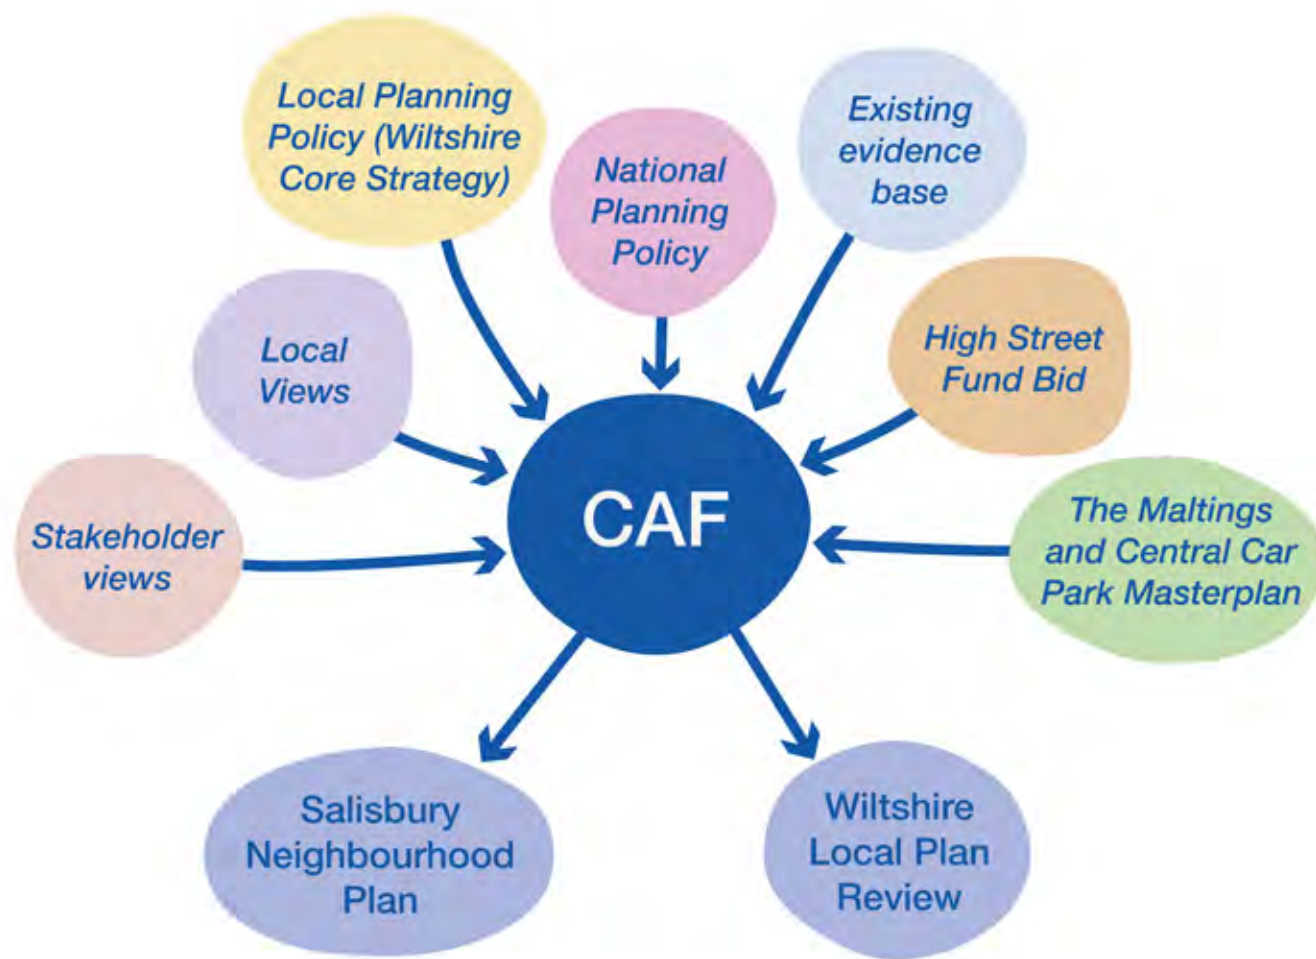 Local Planning
Policy (Wiltshire
Core Strategy)
National
Planning
Policy
Existing
evidence
base
Local
Views
High Street
Fund Bid
Stakeholder
views
CAF
The Maltings
and Central Car
Park Masterplan
Salisbury
Neighbourhood
Plan
Wiltshire
Local Plan
Review